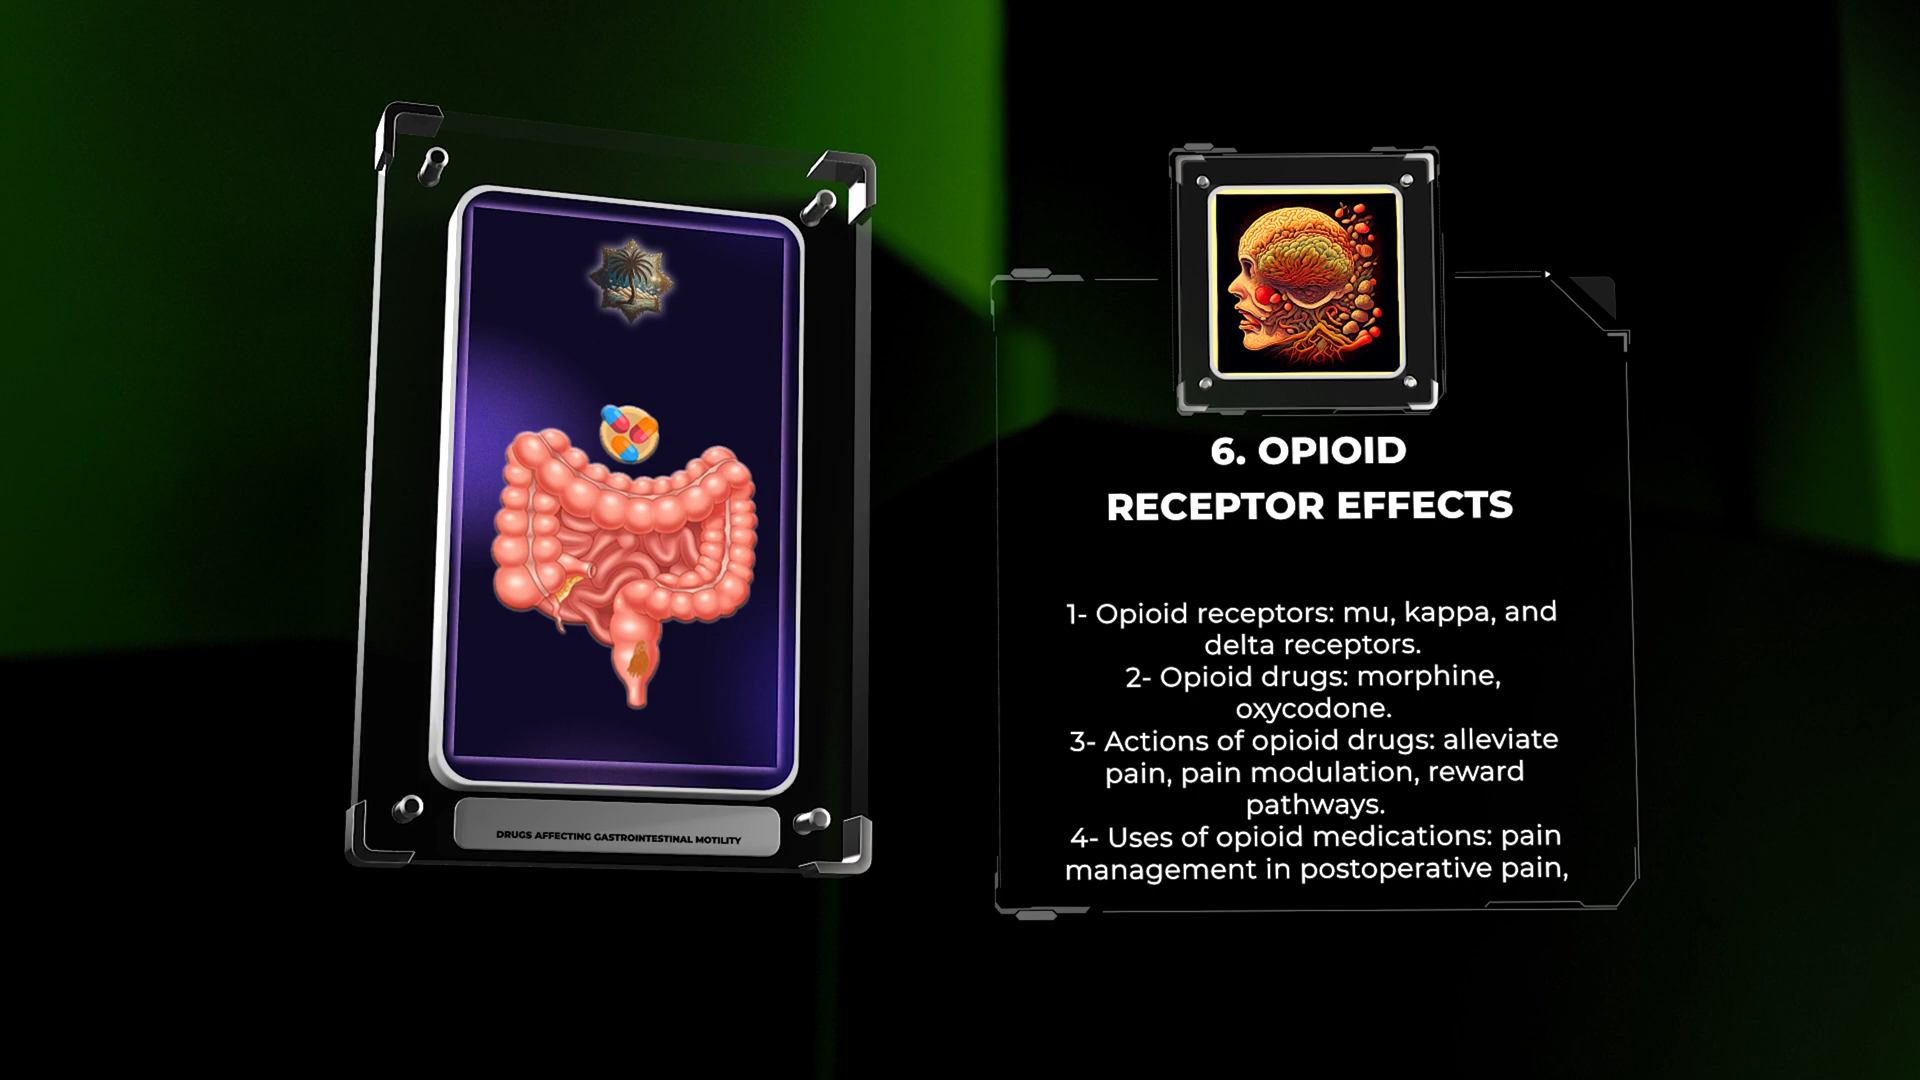 DRUGS AFFECTING GASTROINTESTINAL MOTILITY
6. OPIOID
RECEPTOR EFFECTS
1- Opioid receptors: mu, kappa, and
delta receptors.
2- Opioid drugs: morphine,
oxycodone.
3- Actions of opioid drugs: alleviate
pain, pain modulation, reward
pathways.
4- Uses of opioid medications: pain
management in postoperative pain,